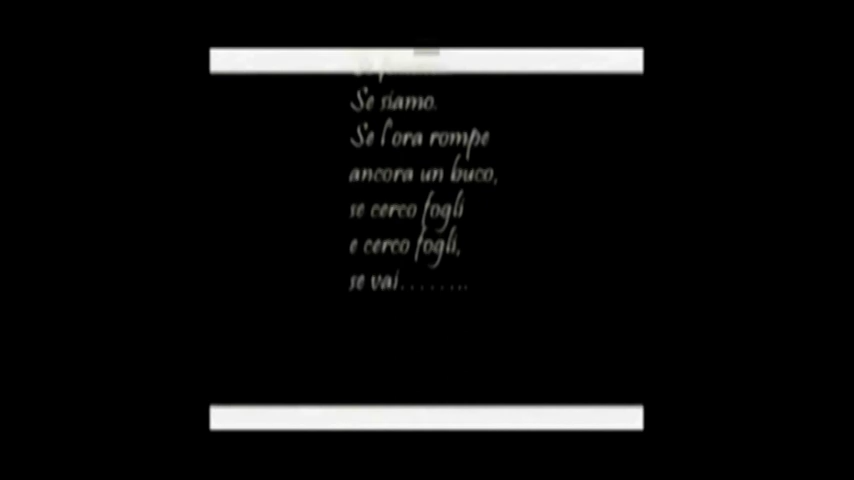 Se siamo.
Se l'ora rompe
ancora un buco,
se cerco fogli
e cerco fogli,
se vai........